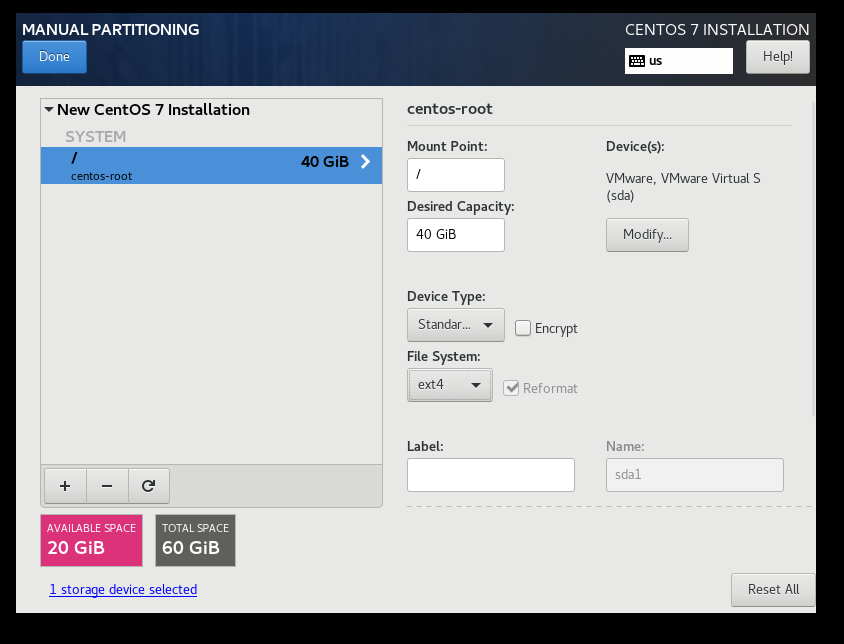 MANUAL PARTITIONING
CENTOS 7 INSTALLATION
Done
us
Help!
New CentOS 7 Installation
SYSTEM
/
40 GiB
centos-root
centos-root
Mount Point:
Device(s):
/
VMware, VMware Virtual S
(sda)
Desired Capacity:
40 GiB
Modify...
Device Type:
Standar...
Encrypt
File System:
ext4
Reformat
Label:
Name:
sda1
AVAILABLE SPACE
20 GiB
TOTAL SPACE
60 GiB
1 storage device selected
Reset All